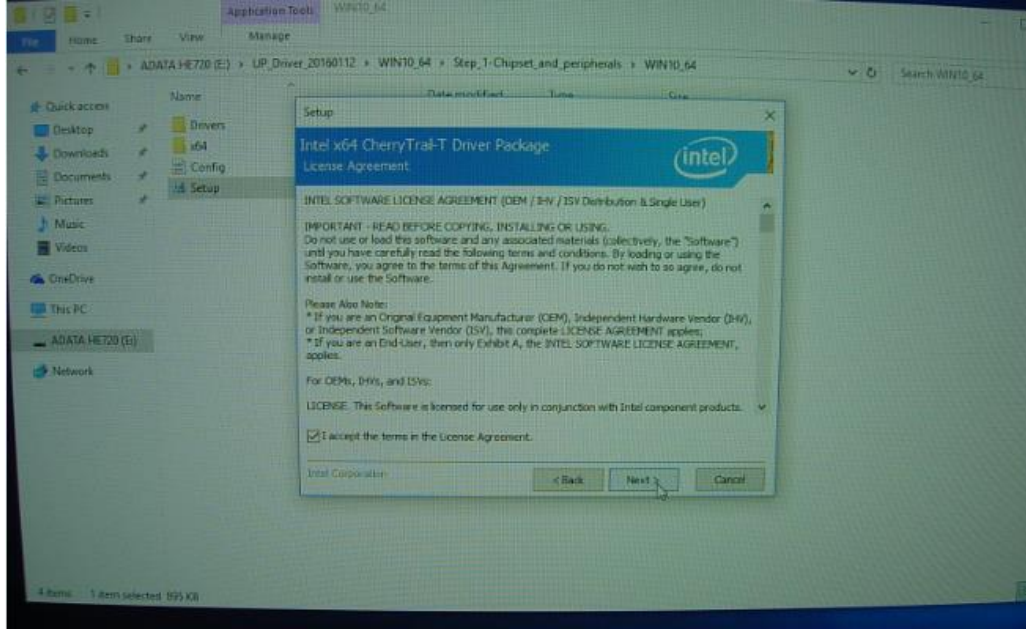 Application Tools WIN10_64
File Home Share View Manage
ADATA HE720 (E:) › UP_Driver_20160112 › WIN10_64 › Step_1-Chipset_and_peripherals › WIN10_64
Search WIN10_64
Name Date modified Type Size
Quick access
Desktop
Downloads
Documents
Pictures
Music
Videos
OneDrive
This PC
ADATA HE720 (E:)
Network
Drivers
x64
Config
Setup
Setup
Intel x64 CherryTrail-T Driver Package
(intel)
License Agreement
INTEL SOFTWARE LICENSE AGREEMENT (OEM / IHV / ISV Distribution & Single User)
IMPORTANT - READ BEFORE COPYING, INSTALLING OR USING.
Do not use or load this software and any associated materials (collectively, the "Software")
until you have carefully read the following terms and conditions. By loading or using the
Software, you agree to the terms of this Agreement. If you do not wish to so agree, do not
install or use the Software.
Please Also Note:
* If you are an Original Equipment Manufacturer (OEM), Independent Hardware Vendor (IHV),
or Independent Software Vendor (ISV), this complete LICENSE AGREEMENT applies;
* If you are an End-User, then only Exhibit A, the INTEL SOFTWARE LICENSE AGREEMENT,
applies.
For OEMs, IHVs, and ISVs:
LICENSE. This Software is licensed for use only in conjunction with Intel component products.
I accept the terms in the License Agreement.
Intel Corporation
< Back Next > Cancel
4 items 1 item selected 895 KB